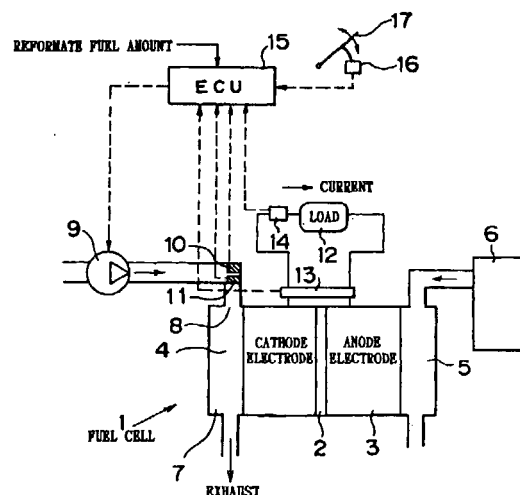 17
15
REFORMATE FUEL AMOUNT
16
ECU
→ CURRENT
9
10
14
LOAD
12
6
11
13
8
4
CATHODE
ELECTRODE
ANODE
ELECTRODE
5
1
FUEL CELL
7
2
3
EXHAUST